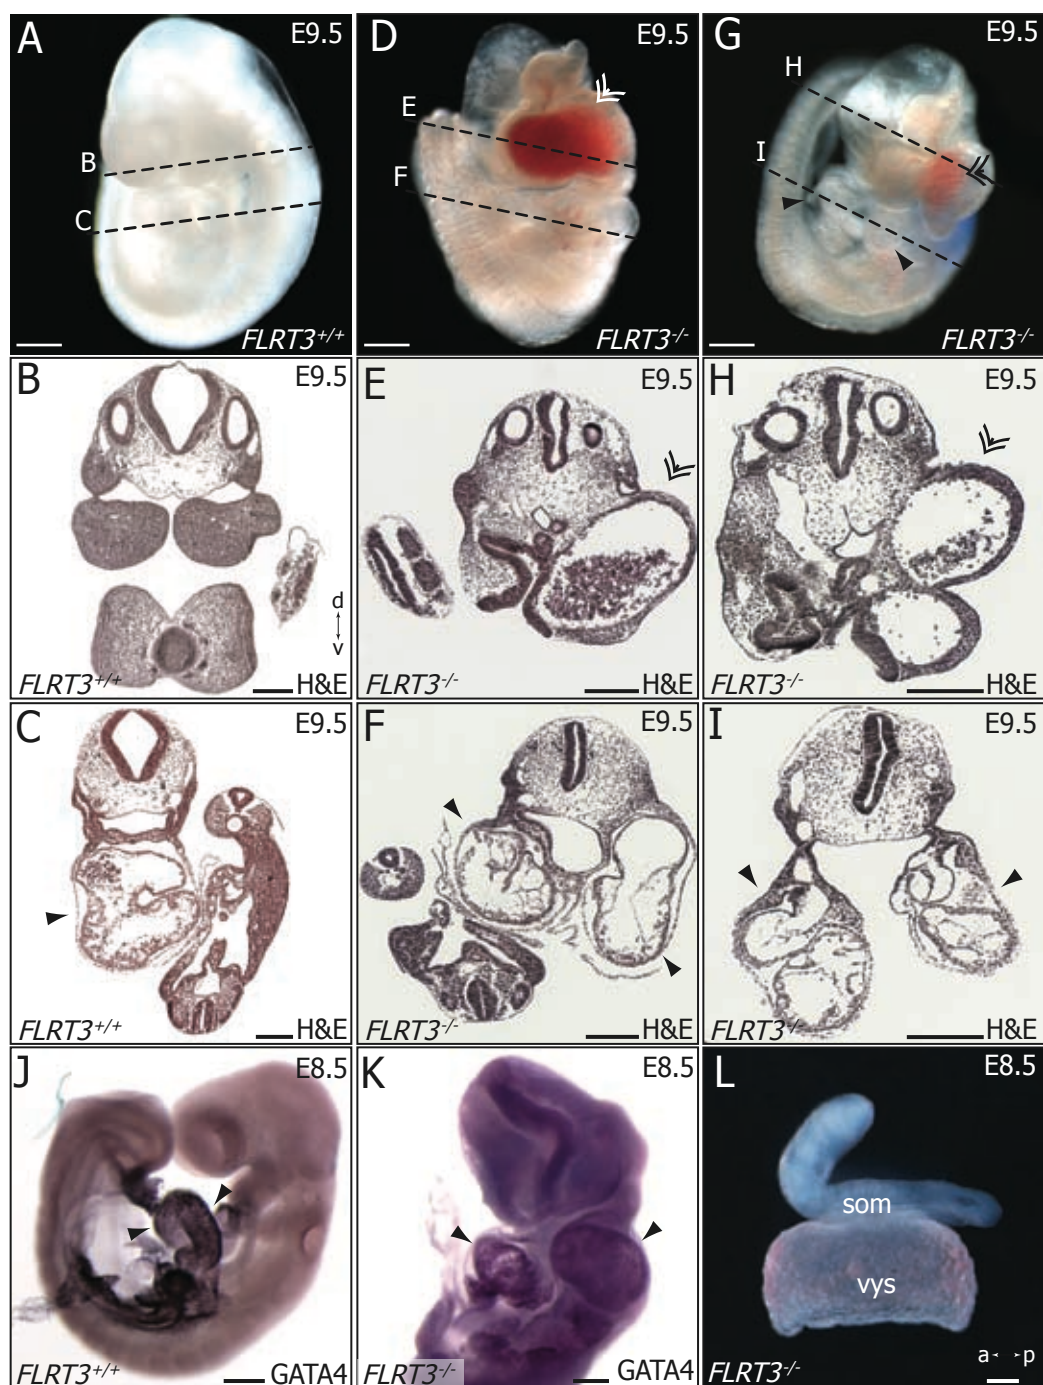 A E9.5
B
C
FLRT3+/+
D E9.5
E
F
FLRT3-/-
G E9.5
H
I
FLRT3-/-
B E9.5
d
v
FLRT3+/+ H&E
E E9.5
FLRT3-/- H&E
H E9.5
FLRT3-/- H&E
C E9.5
FLRT3+/+ H&E
F E9.5
FLRT3-/- H&E
I E9.5
FLRT3-/- H&E
J E8.5
FLRT3+/+ GATA4
K E8.5
FLRT3-/- GATA4
L E8.5
som
vys
a p
FLRT3-/-